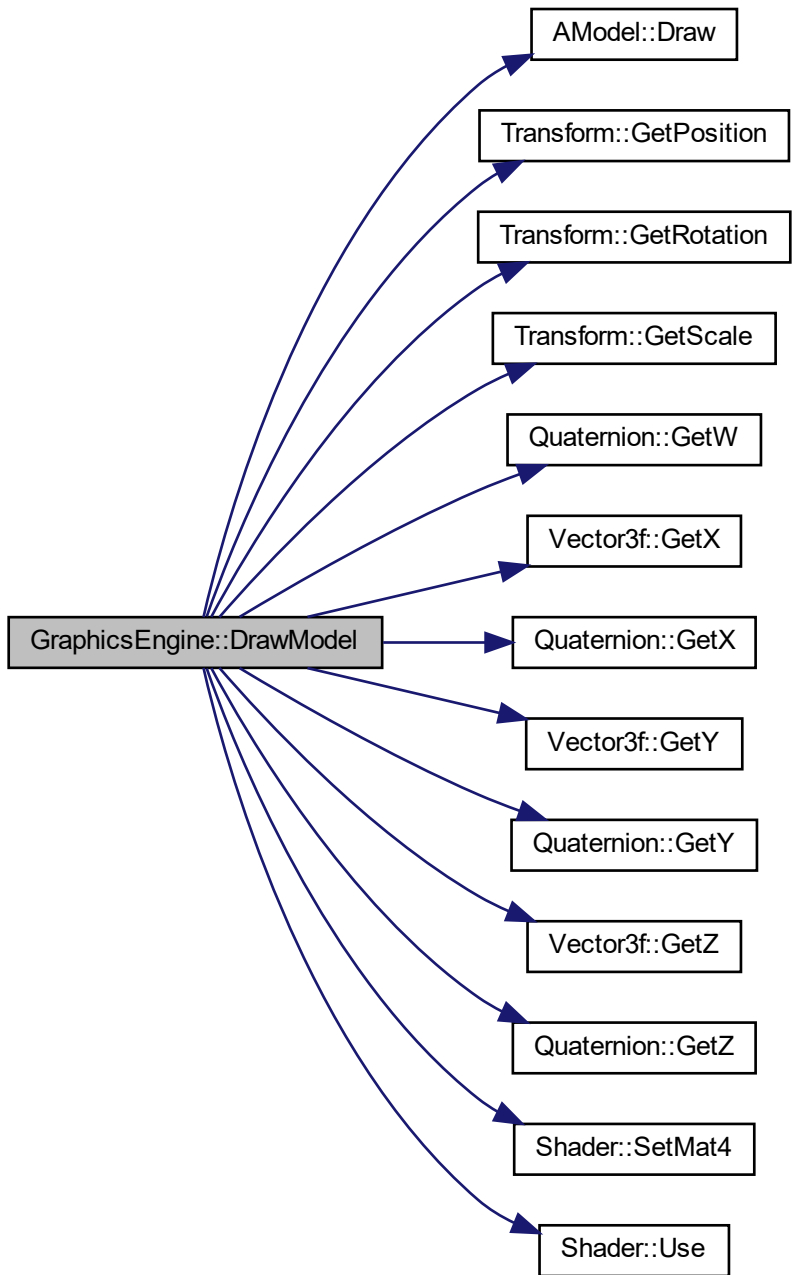 AModel::Draw
Transform::GetPosition
Transform::GetRotation
Transform::GetScale
Quaternion::GetW
Vector3f::GetX
GraphicsEngine::DrawModel
Quaternion::GetX
Vector3f::GetY
Quaternion::GetY
Vector3f::GetZ
Quaternion::GetZ
Shader::SetMat4
Shader::Use